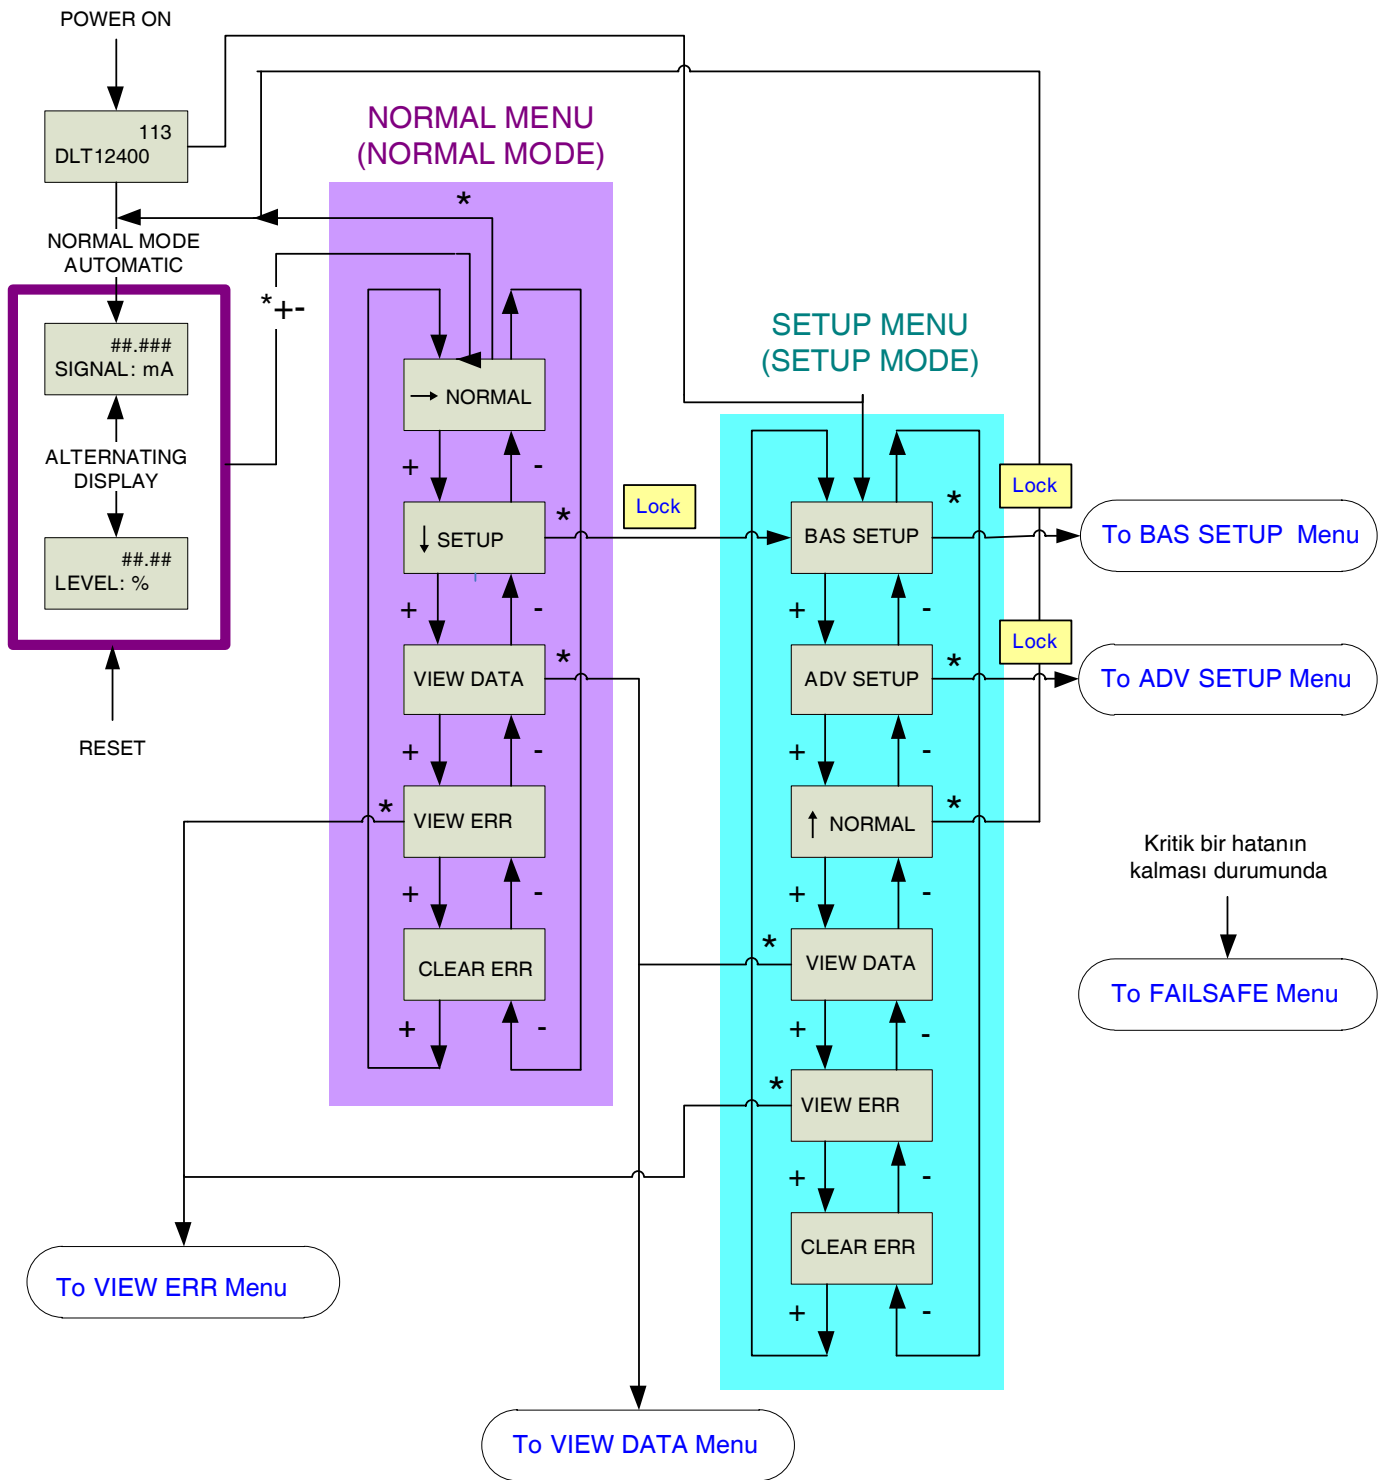 POWER ON
113
DLT12400
NORMAL MODE
AUTOMATIC
*+-
##.###
SIGNAL: mA
ALTERNATING
DISPLAY
##.##
LEVEL: %
RESET
NORMAL MENU
(NORMAL MODE)
*
→ NORMAL
+ -
↓ SETUP
* Lock
+ -
VIEW DATA
*
+ -
* VIEW ERR
+ -
CLEAR ERR
+ -
SETUP MENU
(SETUP MODE)
BAS SETUP
* Lock
To BAS SETUP Menu
+ -
ADV SETUP
* Lock
To ADV SETUP Menu
+ -
↑ NORMAL
*
+ -
* VIEW DATA
+ -
* VIEW ERR
+ -
CLEAR ERR
+ -
Kritik bir hatanın
kalması durumunda
To FAILSAFE Menu
To VIEW ERR Menu
To VIEW DATA Menu